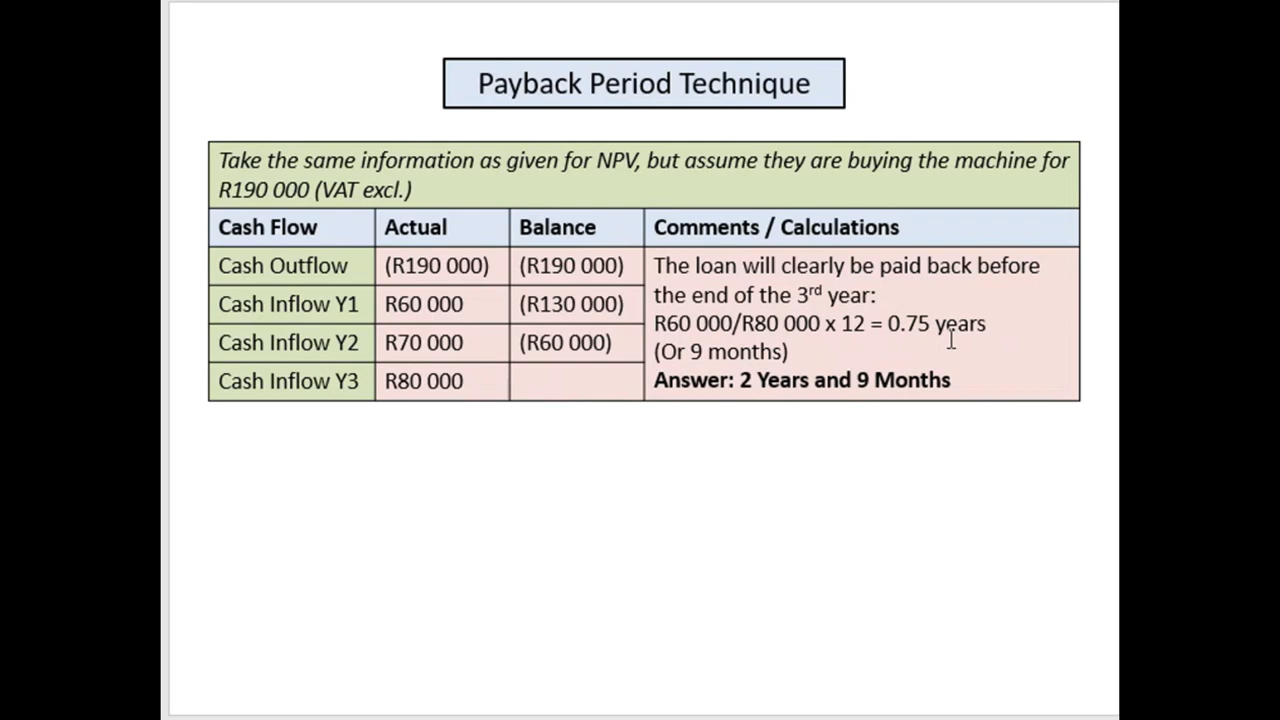 Payback Period Technique
Take the same information as given for NPV, but assume they are buying the machine for
R190 000 (VAT excl.)
Cash Flow Actual Balance Comments / Calculations
Cash Outflow (R190 000) (R190 000) The loan will clearly be paid back before
the end of the 3rd year:
Cash Inflow Y1 R60 000 (R130 000)
R60 000/R80 000 x 12 = 0.75 years
Cash Inflow Y2 R70 000 (R60 000)
(Or 9 months)
Cash Inflow Y3 R80 000
Answer: 2 Years and 9 Months